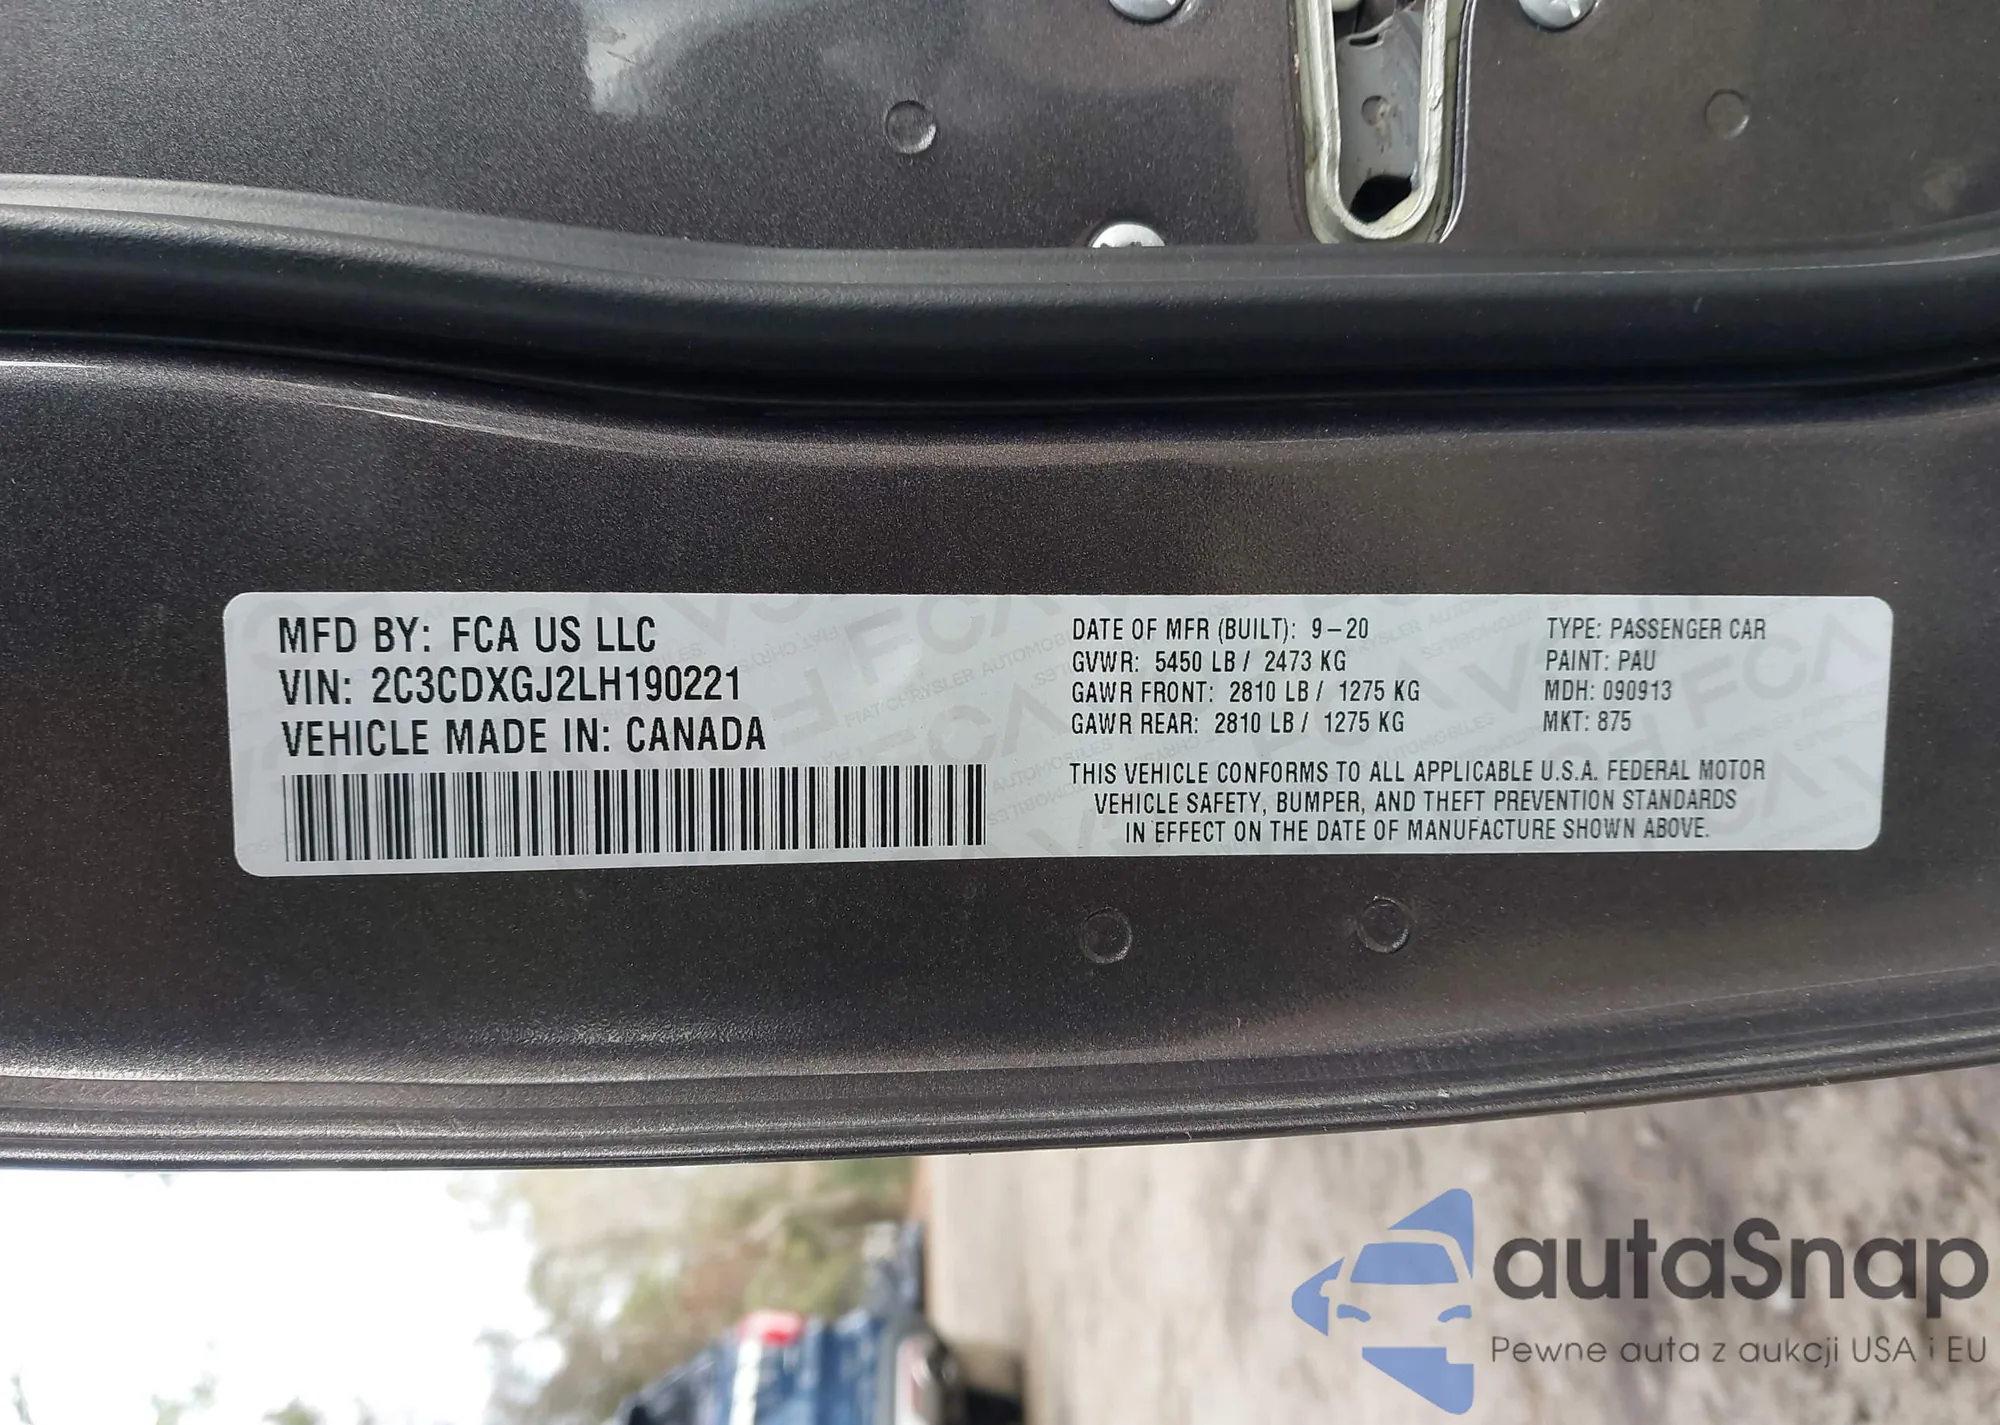 MFD BY: FCA US LLC
VIN: 2C3CDXGJ2LH190221
VEHICLE MADE IN: CANADA
DATE OF MFR (BUILT): 9-20
GVWR: 5450 LB / 2473 KG
GAWR FRONT: 2810 LB / 1275 KG
GAWR REAR: 2810 LB / 1275 KG
TYPE: PASSENGER CAR
PAINT: PAU
MDH: 090913
MKT: 875
THIS VEHICLE CONFORMS TO ALL APPLICABLE U.S.A. FEDERAL MOTOR
VEHICLE SAFETY, BUMPER, AND THEFT PREVENTION STANDARDS
IN EFFECT ON THE DATE OF MANUFACTURE SHOWN ABOVE.
autaSnap
Pewne auta z aukcji USA i EU